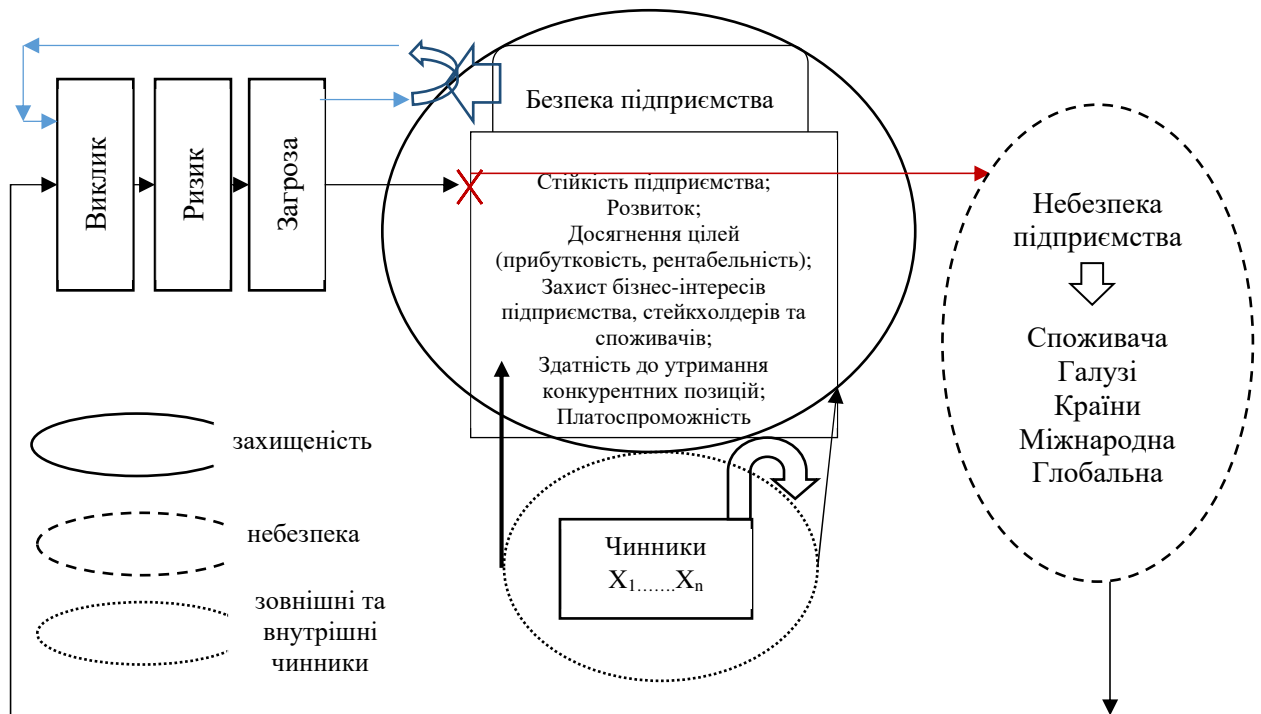 Виклик
Ризик
Загроза
Безпека підприємства
Стійкість підприємства;
Розвиток;
Досягнення цілей
(прибутковість, рентабельність);
Захист бізнес-інтересів
підприємства, стейкхолдерів та
споживачів;
Здатність до утримання
конкурентних позицій;
Платоспроможність
Небезпека
підприємства
Споживача
Галузі
Країни
Міжнародна
Глобальна
захищеність
небезпека
зовнішні та
внутрішні
чинники
Чинники
X1.......Xn